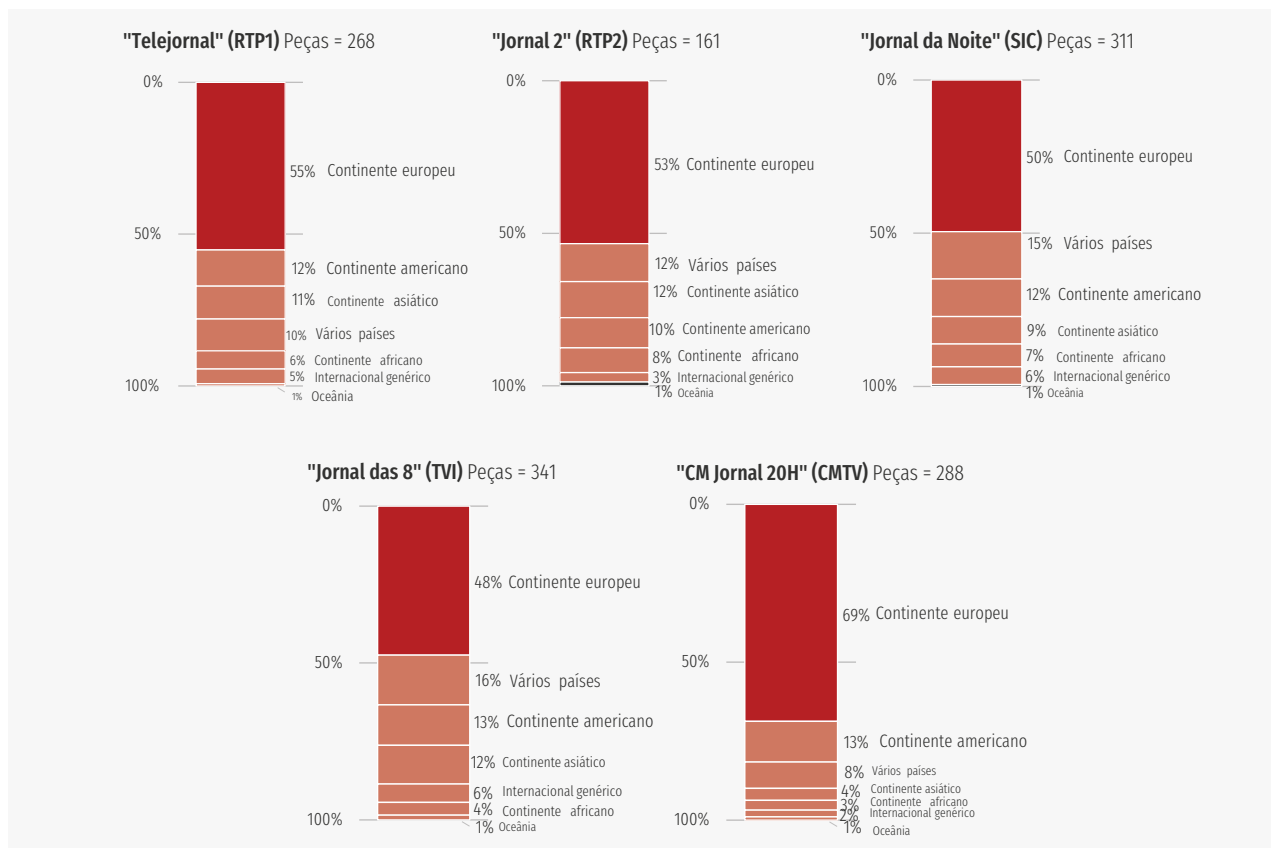 "Telejornal" (RTP1) Peças = 268
0%
55% Continente europeu
50%
12% Continente americano
11% Continente asiático
10% Vários países
6% Continente africano
5% Internacional genérico
100%
1% Oceânia
"Jornal 2" (RTP2) Peças = 161
0%
53% Continente europeu
50%
12% Vários países
12% Continente asiático
10% Continente americano
8% Continente africano
3% Internacional genérico
100%
1% Oceânia
"Jornal da Noite" (SIC) Peças = 311
0%
50% Continente europeu
50%
15% Vários países
12% Continente americano
9% Continente asiático
7% Continente africano
6% Internacional genérico
100%
1% Oceânia
"Jornal das 8" (TVI) Peças = 341
0%
48% Continente europeu
50%
16% Vários países
13% Continente americano
12% Continente asiático
6% Internacional genérico
4% Continente africano
100%
1% Oceânia
"CM Jornal 20H" (CMTV) Peças = 288
0%
69% Continente europeu
50%
13% Continente americano
8% Vários países
4% Continente asiático
3% Continente africano
2% Internacional genérico
100%
1% Oceânia